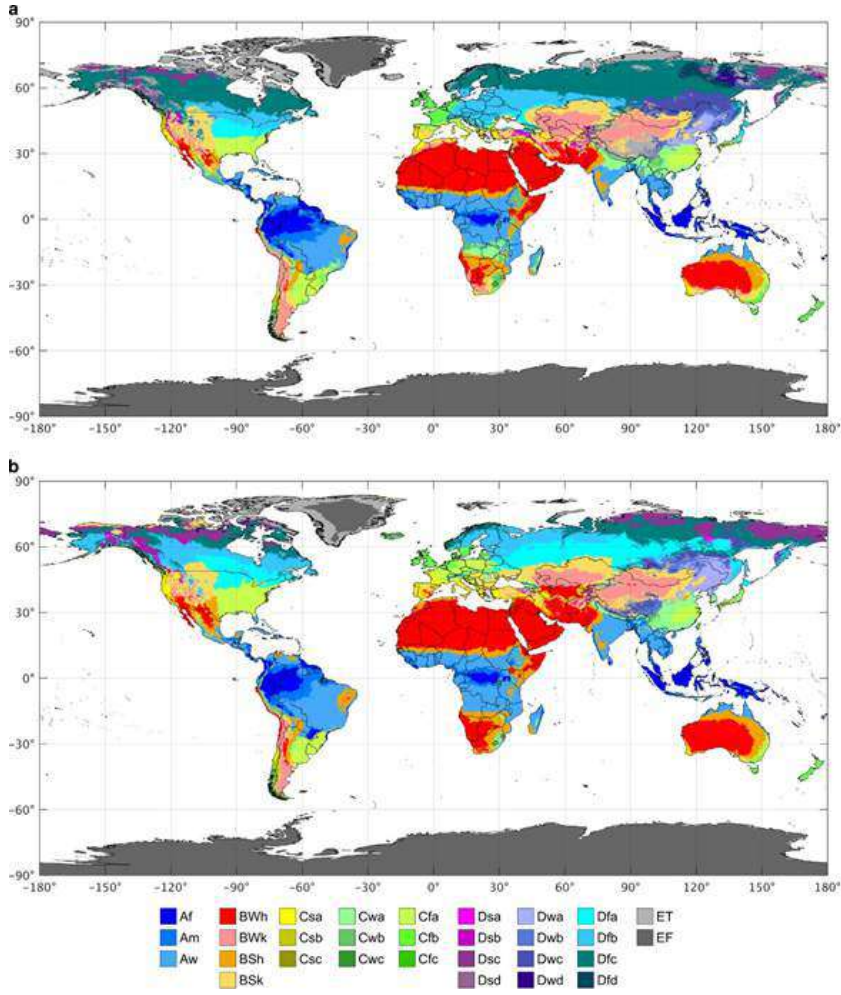 a
90°
60°
30°
0°
−30°
−60°
−90°
−180° −150° −120° −90° −60° −30° 0° 30° 60° 90° 120° 150° 180°
b
90°
60°
30°
0°
−30°
−60°
−90°
−180° −150° −120° −90° −60° −30° 0° 30° 60° 90° 120° 150° 180°
Af BWh Csa Cwa Cfa Dsa Dwa Dfa ET
Am BWk Csb Cwb Cfb Dsb Dwb Dfb EF
Aw BSh Csc Cwc Cfc Dsc Dwc Dfc
BSk Dsd Dwd Dfd